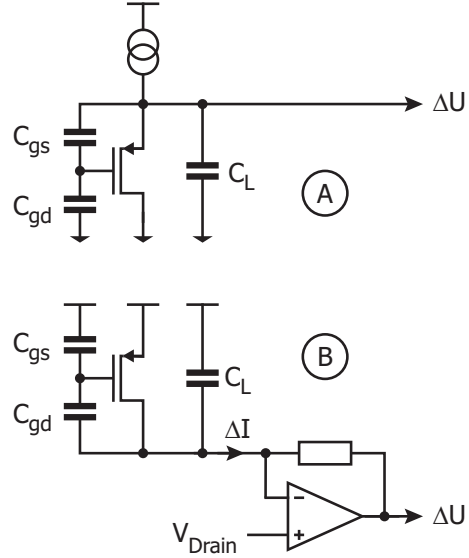 ΔU
C_gs
C_L
C_gd
A
B
C_gs
C_L
C_gd
ΔI
−
ΔU
V_Drain
+